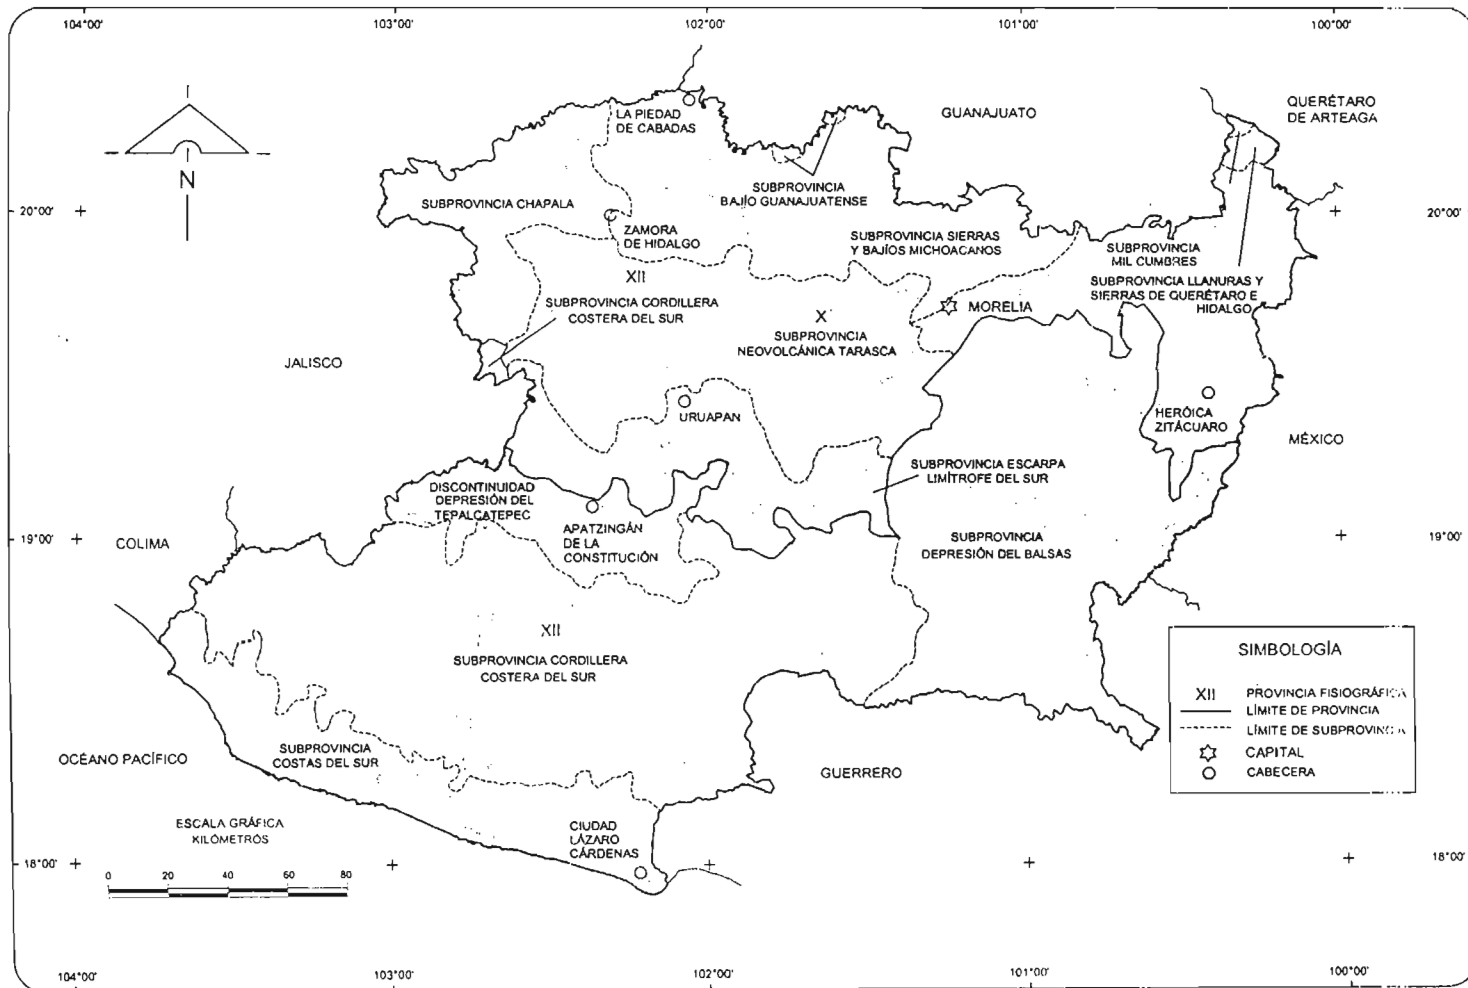 104°00'
103°00'
102°00'
101°00'
100°00'
N
LA PIEDAD
DE CABADAS
GUANAJUATO
QUERÉTARO
DE ARTEAGA
SUBPROVINCIA
BAJÍO GUANAJUATENSE
SUBPROVINCIA CHAPALA
20°00'
20°00'
ZAMORA
DE HIDALGO
SUBPROVINCIA SIERRAS
Y BAJÍOS MICHOACANOS
SUBPROVINCIA
MIL CUMBRES
SUBPROVINCIA LLANURAS Y
SIERRAS DE QUERÉTARO E
HIDALGO
XII
SUBPROVINCIA CORDILLERA
COSTERA DEL SUR
X
SUBPROVINCIA
NEOVOLCÁNICA TARASCA
MORELIA
JALISCO
URUAPAN
HERÓICA
ZITÁCUARO
MÉXICO
SUBPROVINCIA ESCARPA
LIMÍTROFE DEL SUR
DISCONTINUIDAD
DEPRESIÓN DEL
TEPALCATEPEC
APATZINGÁN
DE LA
CONSTITUCIÓN
SUBPROVINCIA
DEPRESIÓN DEL BALSAS
19°00'
19°00'
COLIMA
XII
SUBPROVINCIA CORDILLERA
COSTERA DEL SUR
SIMBOLOGÍA
XII PROVINCIA FISIOGRÁFICA
LÍMITE DE PROVINCIA
LÍMITE DE SUBPROVINCIA
CAPITAL
CABECERA
OCÉANO PACÍFICO
SUBPROVINCIA
COSTAS DEL SUR
GUERRERO
ESCALA GRÁFICA
KILÓMETROS
0 20 40 60 80
CIUDAD
LÁZARO
CÁRDENAS
18°00'
18°00'
104°00'
103°00'
102°00'
101°00'
100°00'